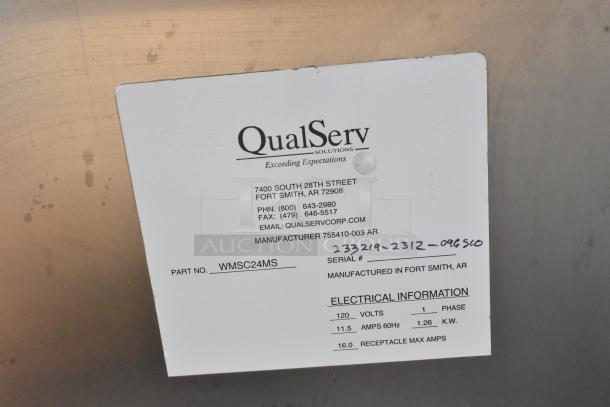 QualServ
SOLUTIONS
Exceeding Expectations
7400 SOUTH 28TH STREET
FORT SMITH, AR 72908
PHN: (800) 643-2980
FAX: (479) 646-5517
EMAIL: QUALSERVCORP.COM
MANUFACTURER 755410-003 AR
AUCTION
233219-2312-096510
PART NO. WMSC24MS
SERIAL #
MANUFACTURED IN FORT SMITH, AR
ELECTRICAL INFORMATION
120 VOLTS 1 PHASE
11.5 AMPS 60Hz 1.26 K.W.
16.0 RECEPTACLE MAX AMPS